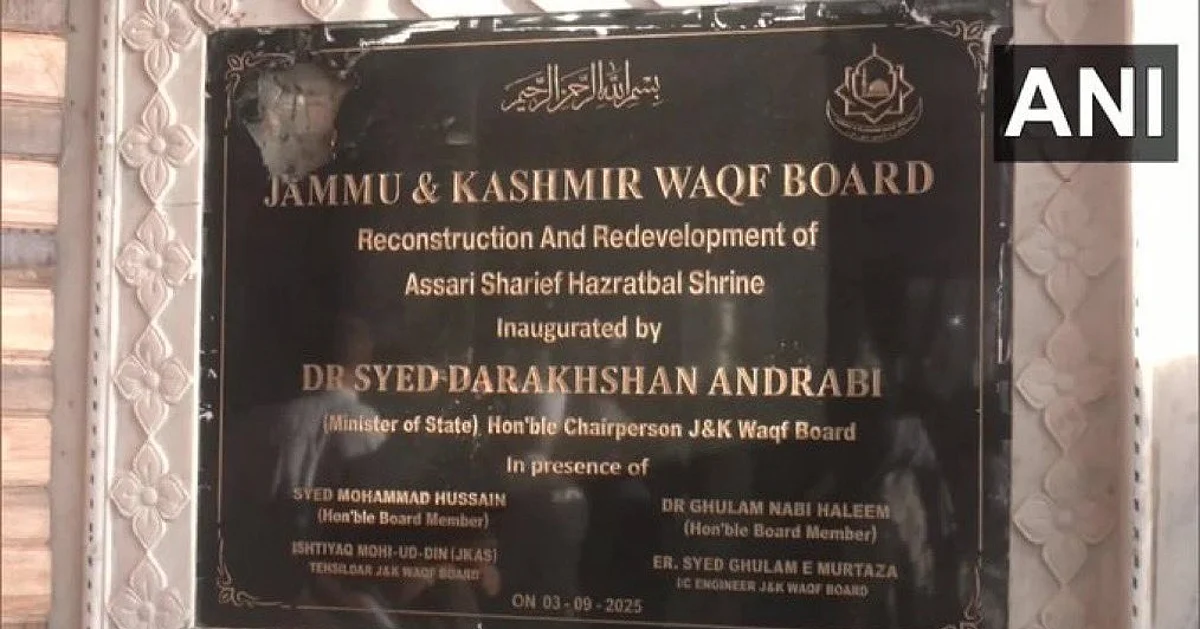 بسم الله الرحمن الرحيم
ANI
JAMMU & KASHMIR WAQF BOARD
Reconstruction And Redevelopment of
Assari Sharief Hazratbal Shrine
Inaugurated by
DR SYED DARAKHSHAN ANDRABI
(Minister of State) Hon'ble Chairperson J&K Waqf Board
In presence of
SYED MOHAMMAD HUSSAIN
(Hon'ble Board Member)
ISHTIYAQ MOHI-UD-DIN (JKAS)
TEHSILDAR J&K WAQF BOARD
DR GHULAM NABI HALEEM
(Hon'ble Board Member)
ER. SYED GHULAM E MURTAZA
I/C ENGINEER J&K WAQF BOARD
ON 03-09-2025